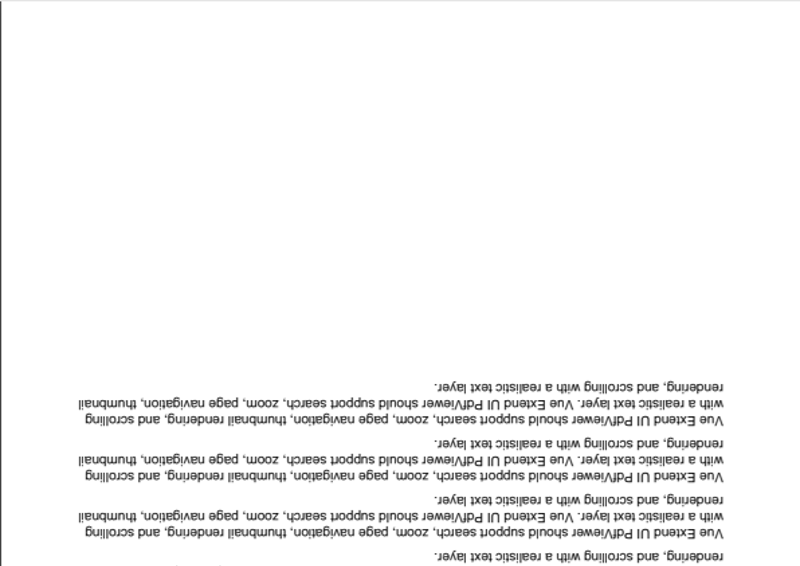 rendering, and scrolling with a realistic text layer.
Vue Extend UI PdfViewer should support search, zoom, page navigation, thumbnail rendering, and scrolling
with a realistic text layer. Vue Extend UI PdfViewer should support search, zoom, page navigation, thumbnail
rendering, and scrolling with a realistic text layer.
Vue Extend UI PdfViewer should support search, zoom, page navigation, thumbnail rendering, and scrolling
with a realistic text layer. Vue Extend UI PdfViewer should support search, zoom, page navigation, thumbnail
rendering, and scrolling with a realistic text layer.
Vue Extend UI PdfViewer should support search, zoom, page navigation, thumbnail rendering, and scrolling
with a realistic text layer. Vue Extend UI PdfViewer should support search, zoom, page navigation, thumbnail
rendering, and scrolling with a realistic text layer.